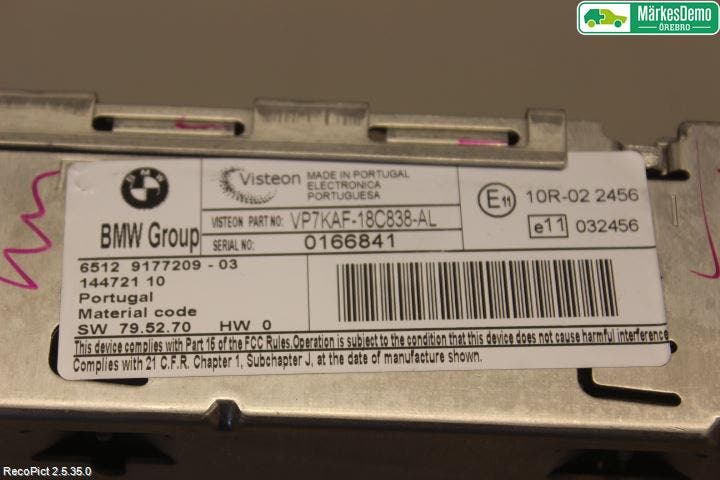 MärkesDemo
ÖREBRO
BMW
BMW Group
Visteon
MADE IN PORTUGAL
ELECTRONICA
PORTUGUESA
VISTEON PART NO: VP7KAF-18C838-AL
SERIAL NO: 0166841
E11 10R-02 2456
e11 032456
6512 9177209 - 03
144721 10
Portugal
Material code
SW 79.52.70 HW 0
This device complies with Part 15 of the FCC Rules.Operation is subject to the condition that this device does not cause harmful interference
Complies with 21 C.F.R. Chapter 1, Subchapter J, at the date of manufacture shown.
RecoPict 2.5.35.0